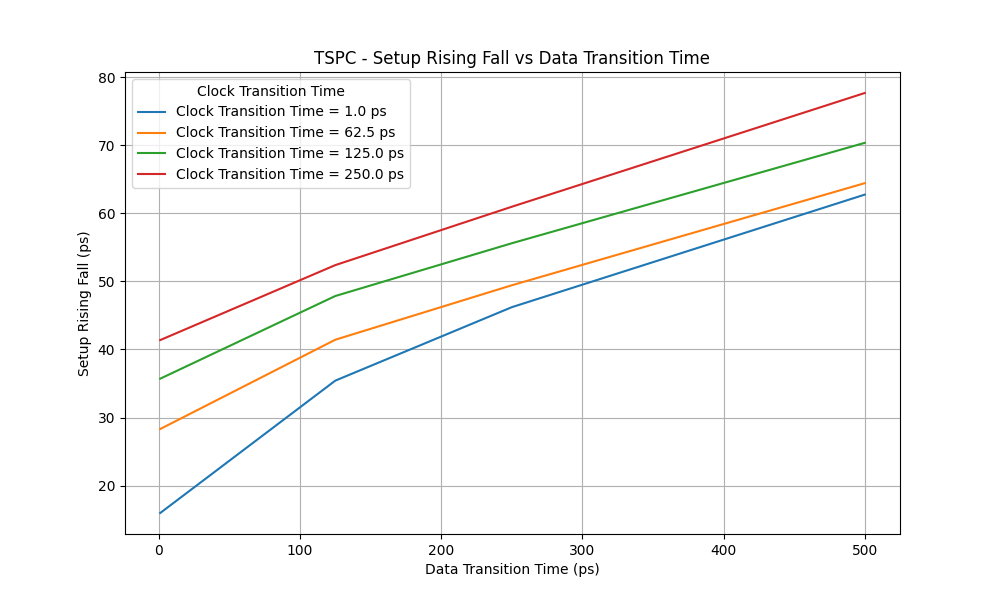 TSPC - Setup Rising Fall vs Data Transition Time
Clock Transition Time
Clock Transition Time = 1.0 ps
Clock Transition Time = 62.5 ps
Clock Transition Time = 125.0 ps
Clock Transition Time = 250.0 ps
Setup Rising Fall (ps)
80
70
60
50
40
30
20
0 100 200 300 400 500
Data Transition Time (ps)